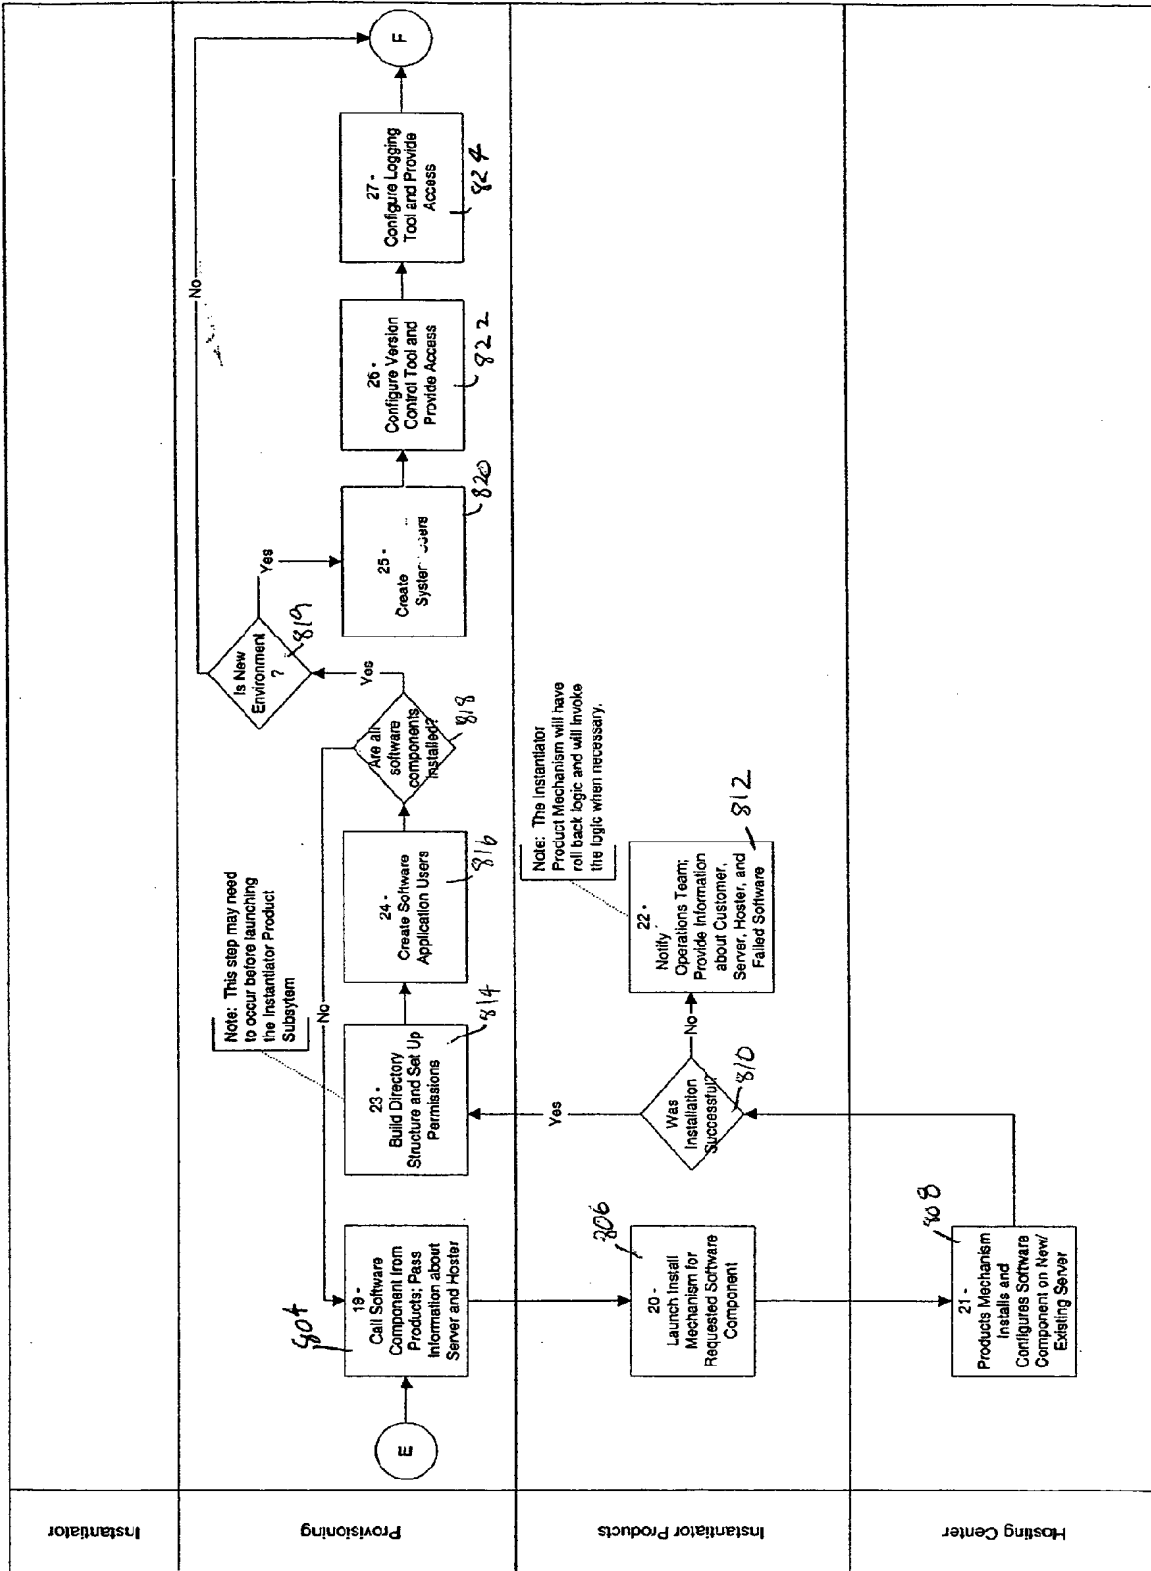 Instantiator
Provisioning
Instantiator Products
Hosting Center
E
804
19 -
Call Software
Component from
Products; Pass
Information about
Server and Hoster
806
20 -
Launch Install
Mechanism for
Requested Software
Component
808
21 -
Products Mechanism
Installs and
Configures Software
Component on New/
Existing Server
Was
Installation
Successful?
810
Yes
No
22 -
Notify
Operations Team;
Provide Information
about Customer,
Server, Hoster, and
Failed Software
812
Note: The Instantiator
Product Mechanism will have
roll back logic and will invoke
the logic when necessary.
Note: This step may need
to occur before launching
the Instantiator Product
Subsytem
23 -
Build Directory
Structure and Set Up
Permissions
814
24 -
Create Software
Application Users
816
Are all
software
components
installed?
818
No
Yes
Is New
Environment
?
819
No
Yes
25 -
Create
820
26 -
Configure Version
Control Tool and
Provide Access
822
27 -
Configure Logging
Tool and Provide
Access
824
F